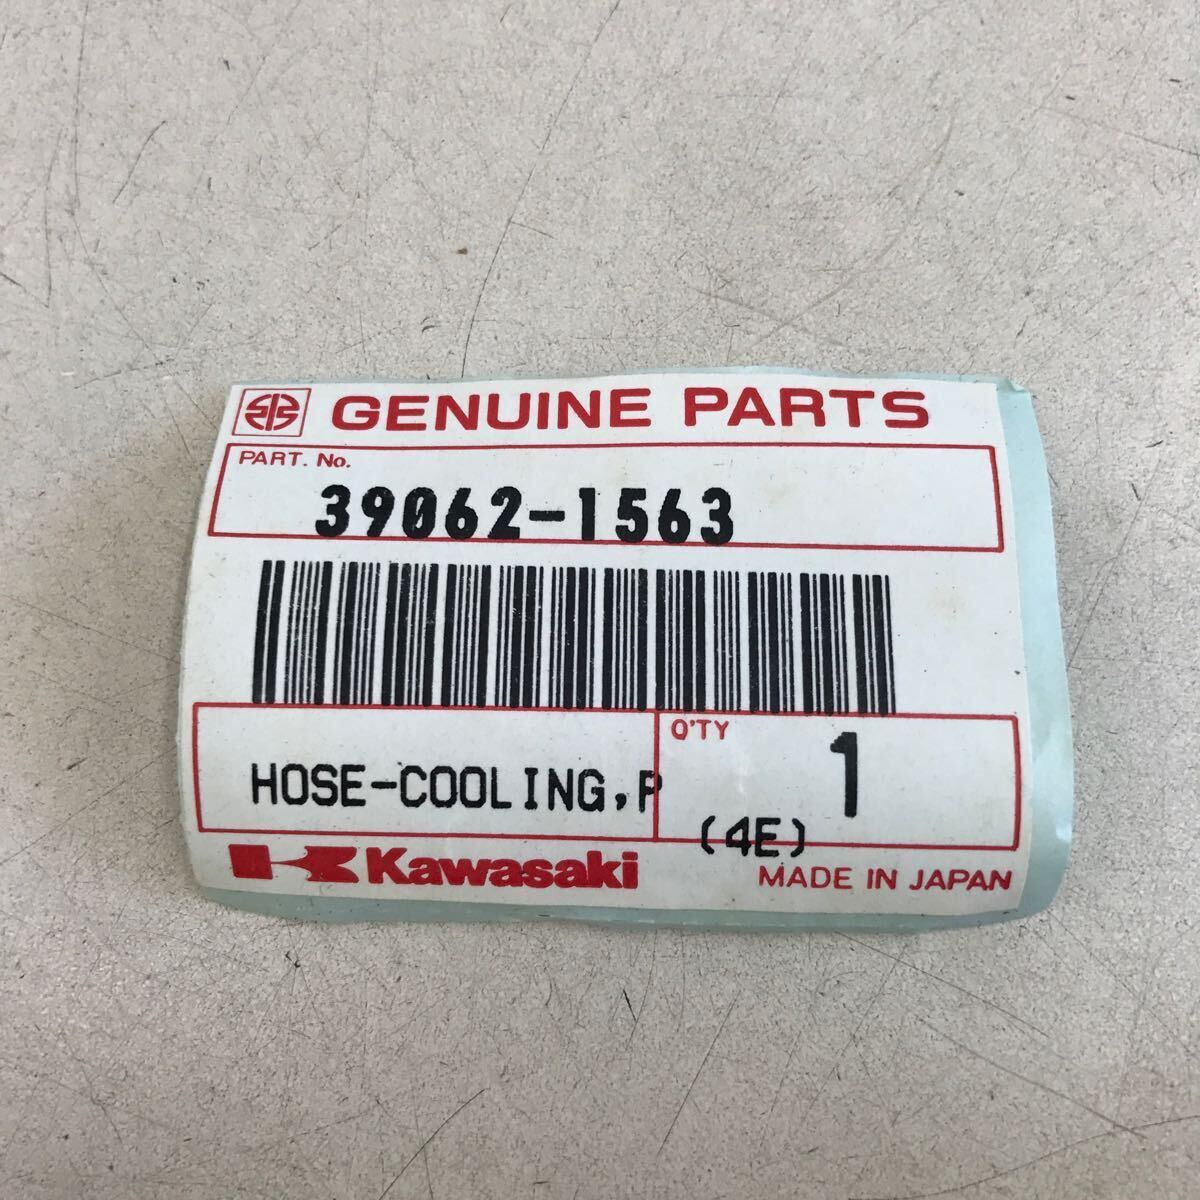 GENUINE PARTS
PART. No.
39062-1563
Q'TY
HOSE-COOLING,P
1
(4E)
Kawasaki
MADE IN JAPAN